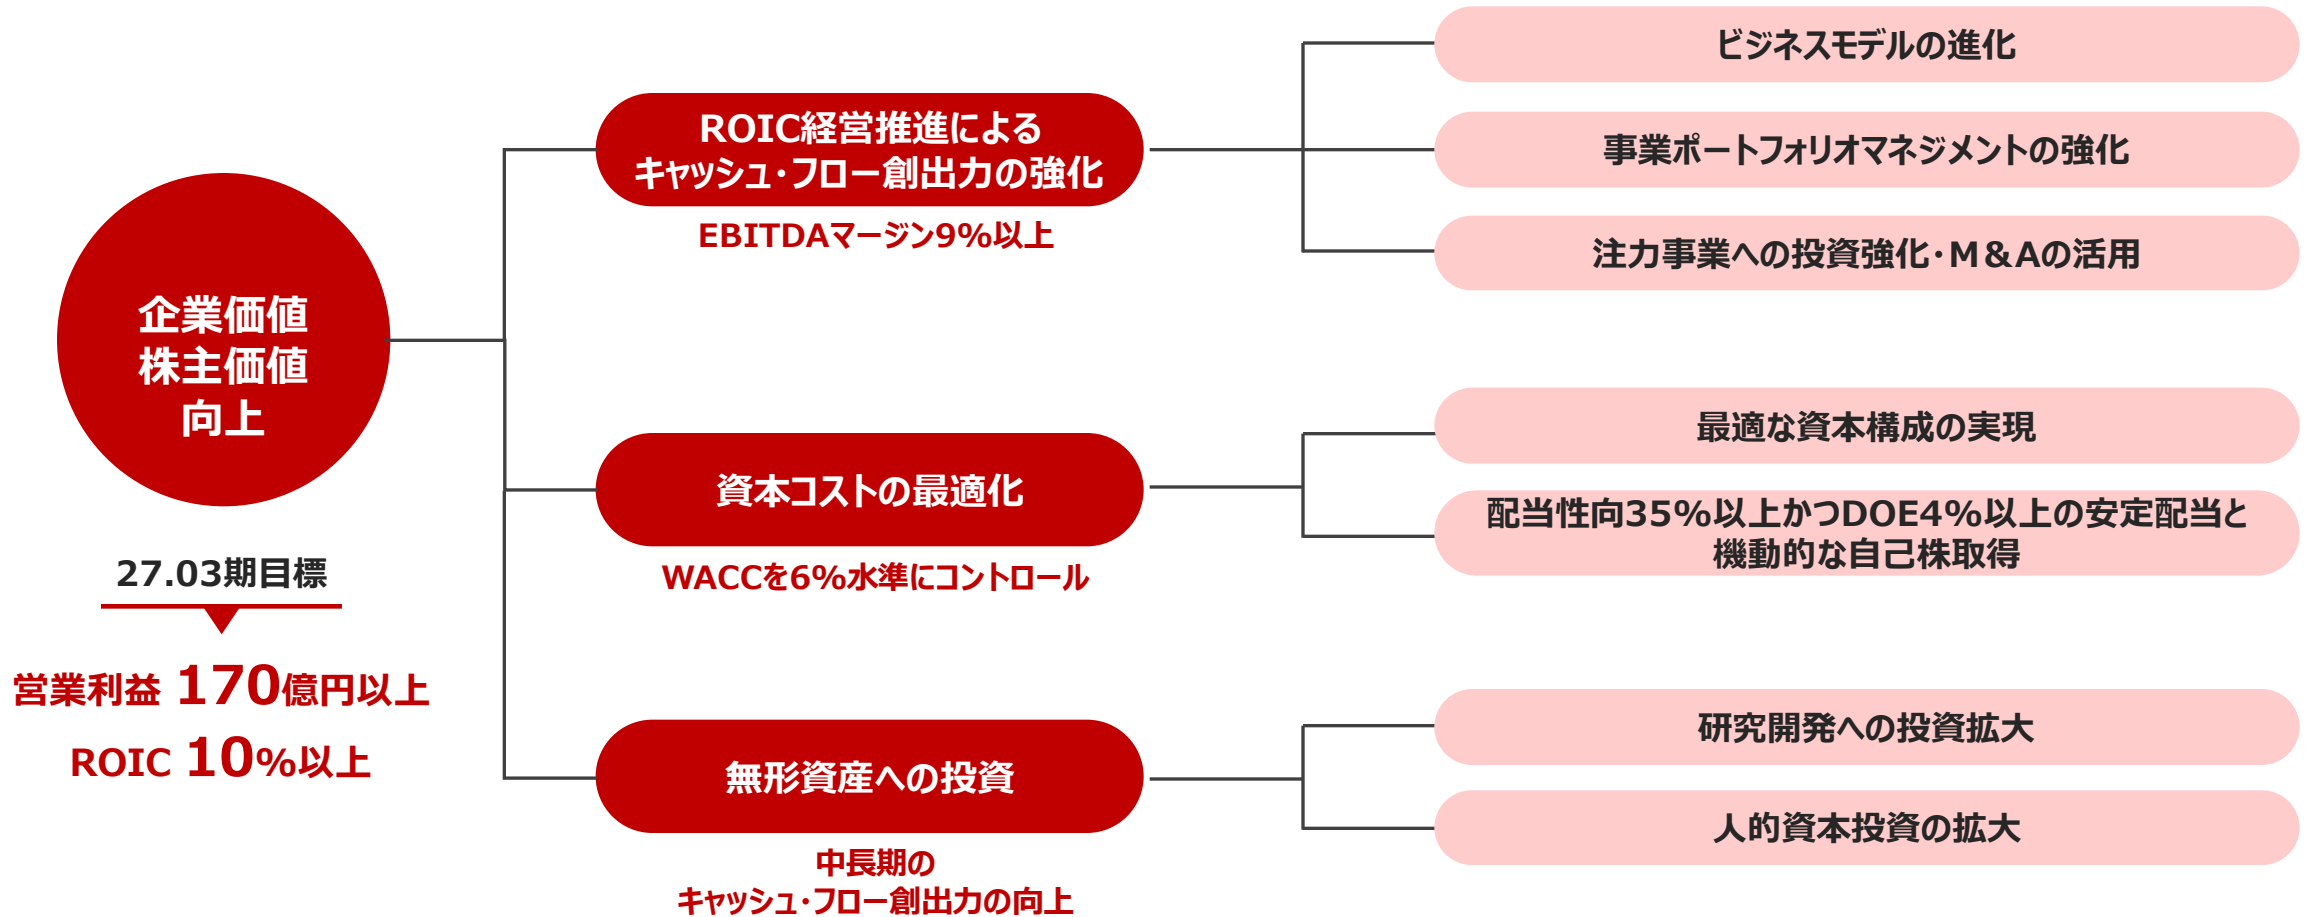 企業価値
株主価値
向上
27.03期目標
営業利益 170億円以上
ROIC 10%以上
ROIC経営推進による
キャッシュ・フロー創出力の強化
EBITDAマージン9%以上
ビジネスモデルの進化
事業ポートフォリオマネジメントの強化
注力事業への投資強化・M&Aの活用
資本コストの最適化
WACCを6%水準にコントロール
最適な資本構成の実現
配当性向35%以上かつDOE4%以上の安定配当と
機動的な自己株取得
無形資産への投資
中長期の
キャッシュ・フロー創出力の向上
研究開発への投資拡大
人的資本投資の拡大